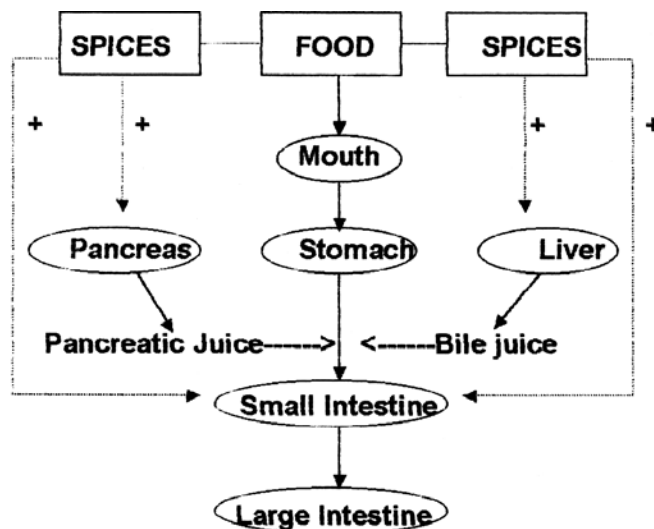 SPICES FOOD SPICES
+ + + +
Mouth
Pancreas Stomach Liver
Pancreatic Juice------> <------Bile juice
Small Intestine
Large Intestine